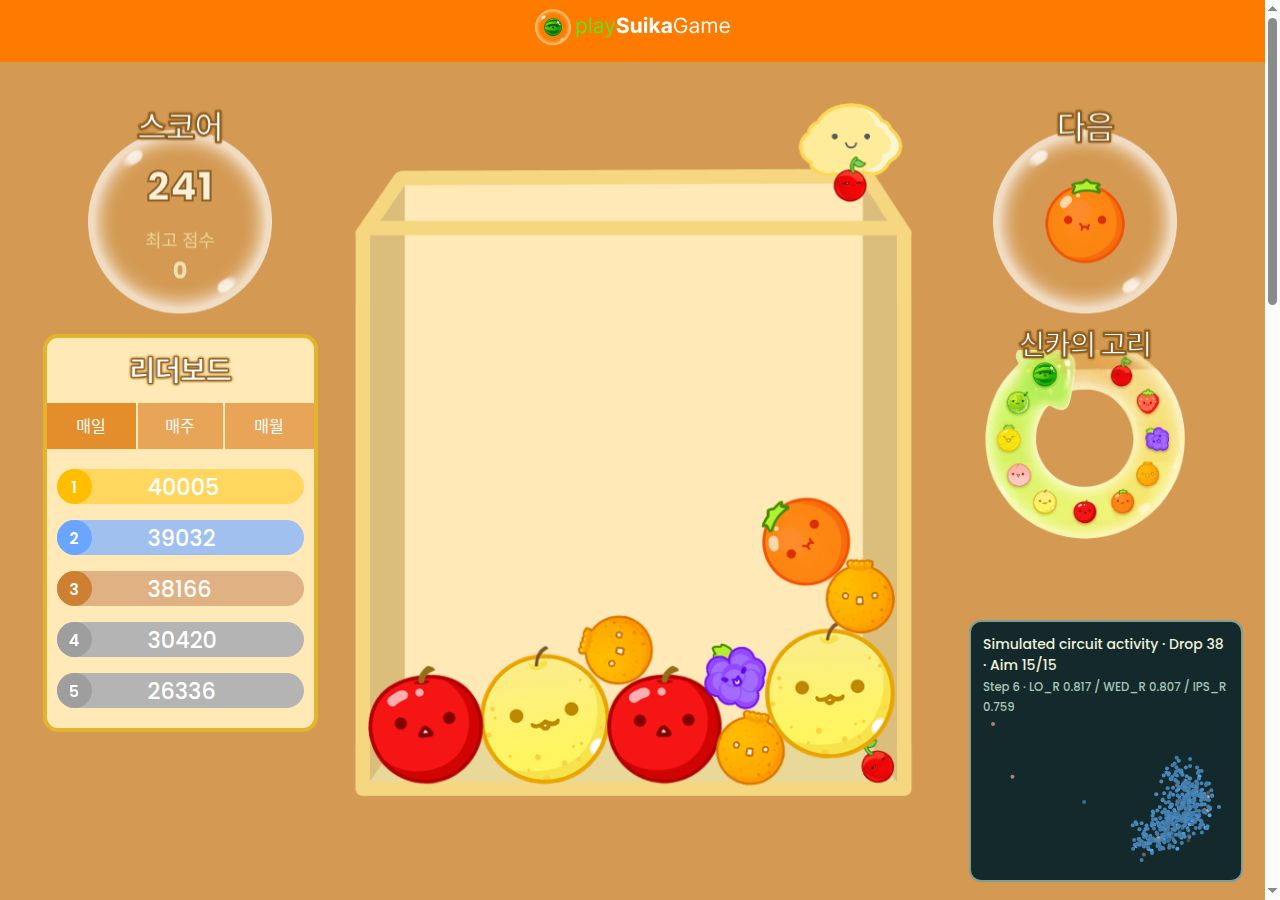 playSuikaGame
스코어
241
최고 점수
0
다음
리더보드
매일 매주 매월
1 40005
2 39032
3 38166
4 30420
5 26336
신카의 고리
Simulated circuit activity · Drop 38
· Aim 15/15
Step 6 · LO_R 0.817 / WED_R 0.807 / IPS_R
0.759